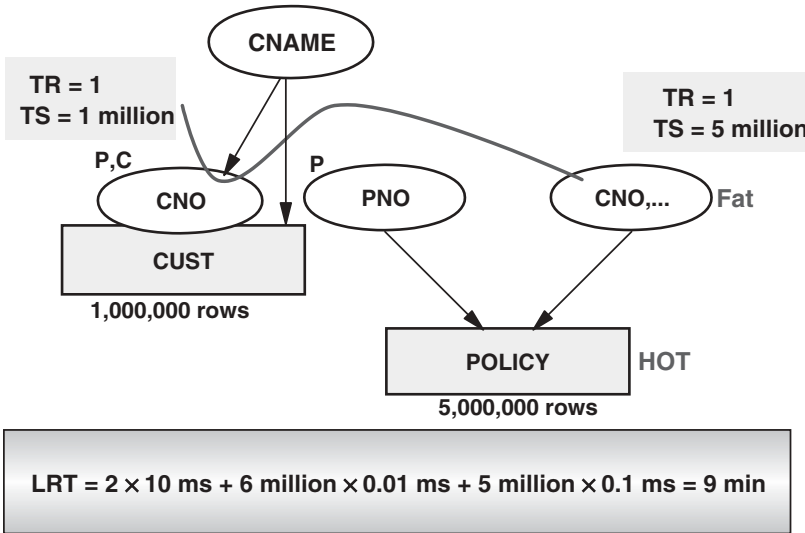 CNAME
TR = 1
TS = 1 million
TR = 1
TS = 5 million
P,C
P
CNO
PNO
CNO,...
Fat
CUST
1,000,000 rows
POLICY
HOT
5,000,000 rows
LRT = 2 × 10 ms + 6 million × 0.01 ms + 5 million × 0.1 ms = 9 min